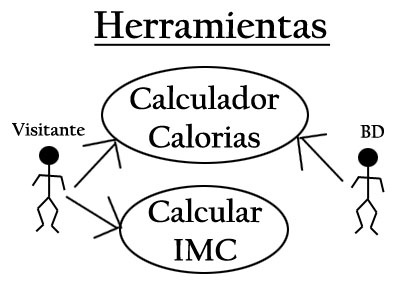 Herramientas
Visitante
Calculador
Calorias
BD
Calcular
IMC